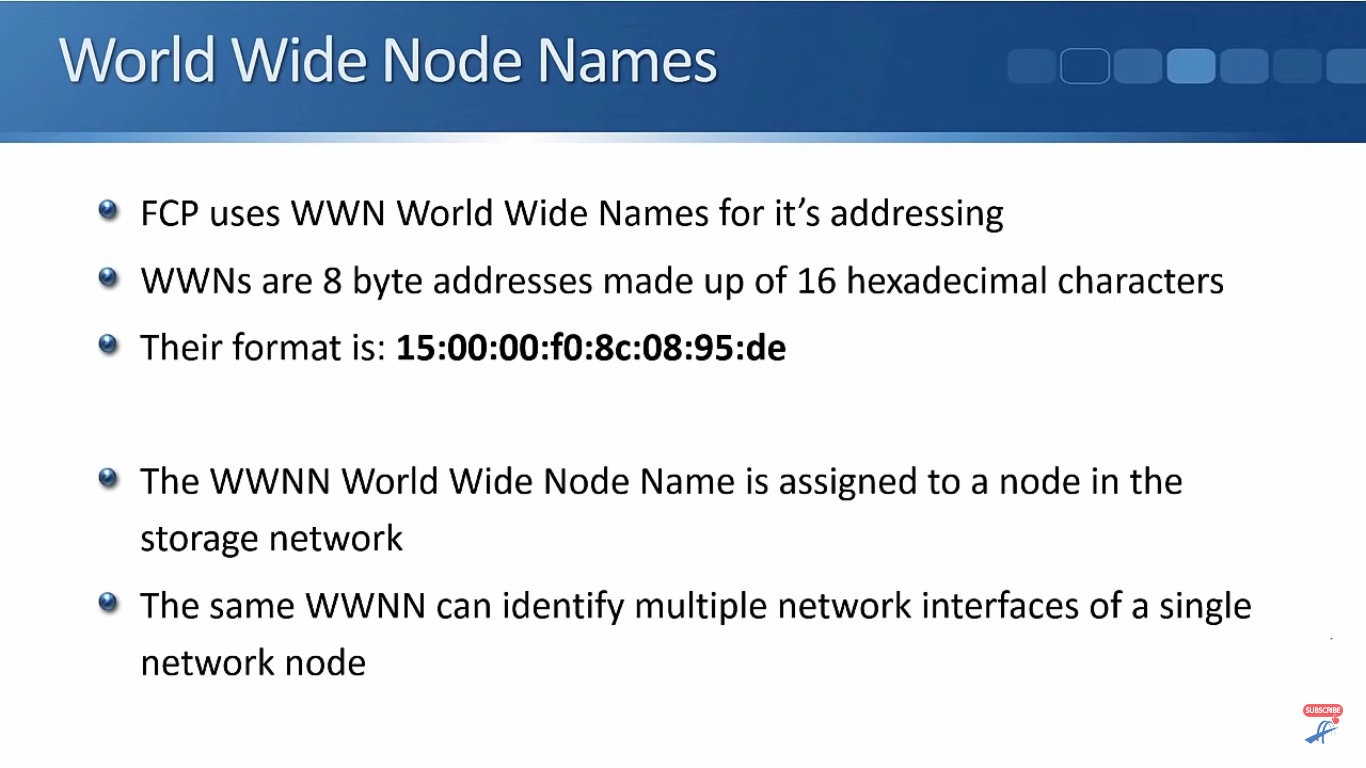 World Wide Node Names
FCP uses WWN World Wide Names for it’s addressing
WWNs are 8 byte addresses made up of 16 hexadecimal characters
Their format is: 15:00:00:f0:8c:08:95:de
The WWNN World Wide Node Name is assigned to a node in the
storage network
The same WWNN can identify multiple network interfaces of a single
network node
SUBSCRIBE